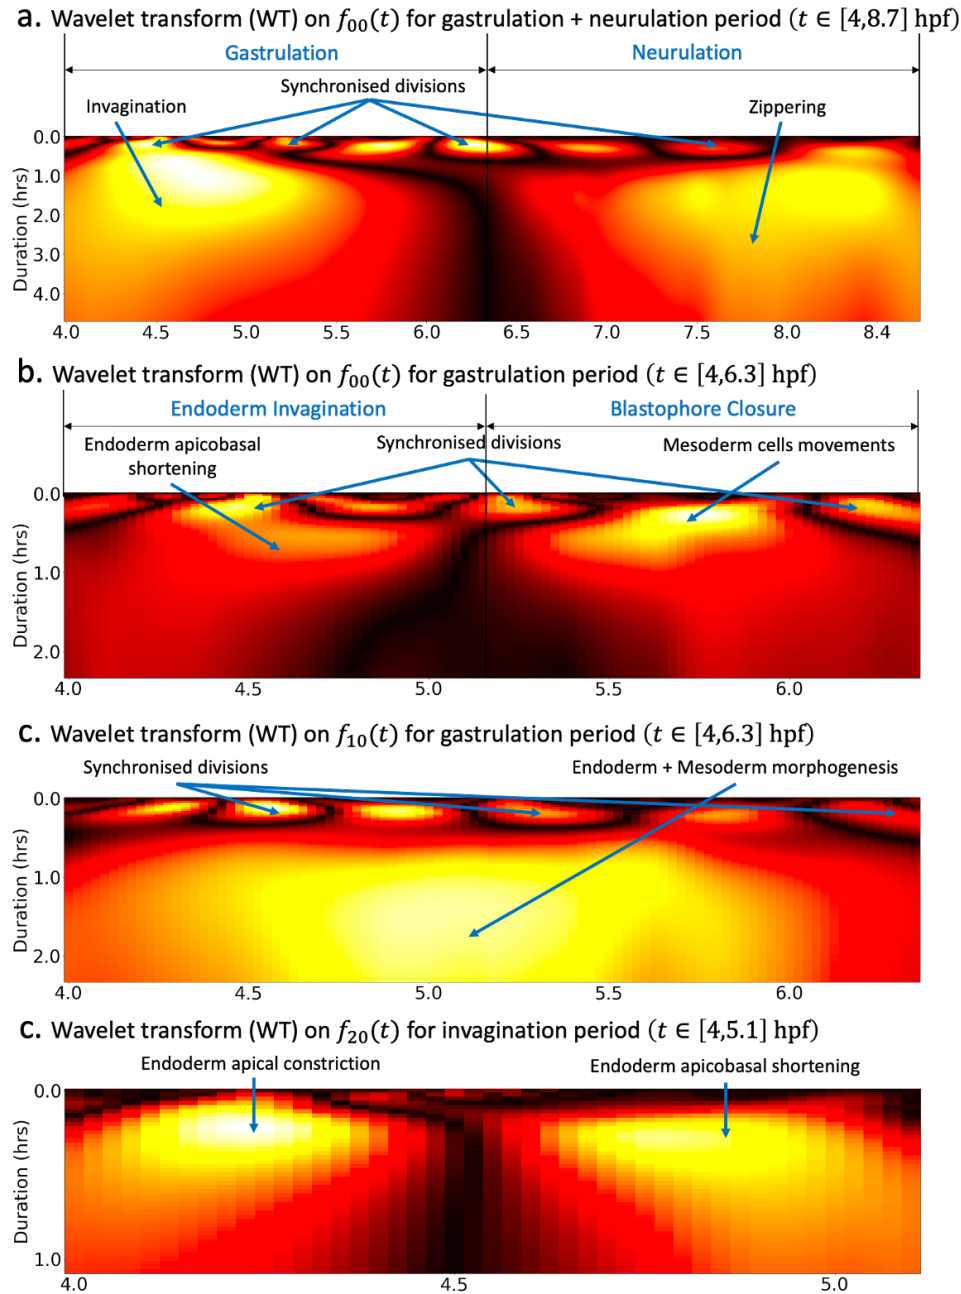 a. Wavelet transform (WT) on f₀₀(t) for gastrulation + neurulation period (t ∈ [4,8.7] hpf)
Gastrulation Neurulation
Synchronised divisions
Invagination Zippering
0.0
1.0
2.0
3.0
4.0
Duration (hrs)
4.0 4.5 5.0 5.5 6.0 6.5 7.0 7.5 8.0 8.4
b. Wavelet transform (WT) on f₀₀(t) for gastrulation period (t ∈ [4,6.3] hpf)
Endoderm Invagination Blastophore Closure
Endoderm apicobasal shortening Synchronised divisions Mesoderm cells movements
0.0
1.0
2.0
Duration (hrs)
4.0 4.5 5.0 5.5 6.0
c. Wavelet transform (WT) on f₁₀(t) for gastrulation period (t ∈ [4,6.3] hpf)
Synchronised divisions Endoderm + Mesoderm morphogenesis
0.0
1.0
2.0
Duration (hrs)
4.0 4.5 5.0 5.5 6.0
c. Wavelet transform (WT) on f₂₀(t) for invagination period (t ∈ [4,5.1] hpf)
Endoderm apical constriction Endoderm apicobasal shortening
0.0
1.0
Duration (hrs)
4.0 4.5 5.0